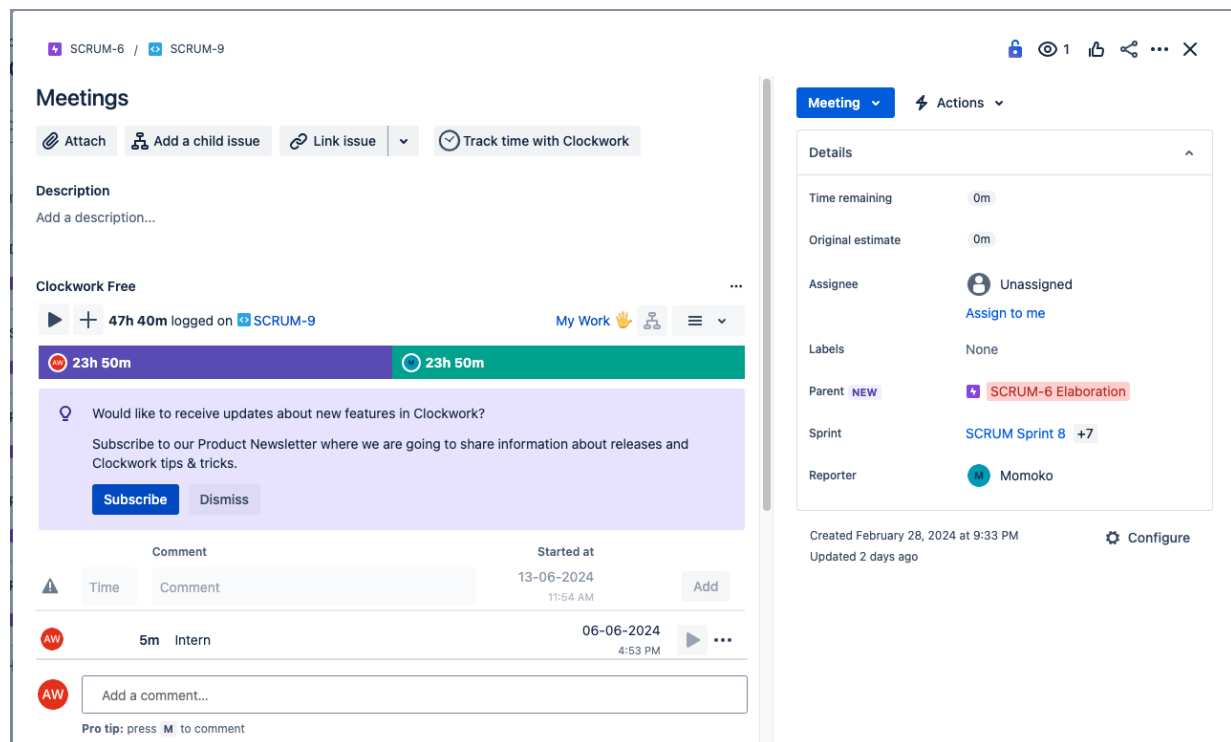 SCRUM-6 / SCRUM-9
1
Meetings
Attach
Add a child issue
Link issue
Track time with Clockwork
Description
Add a description...
Clockwork Free
47h 40m logged on SCRUM-9
My Work
AW 23h 50m
M 23h 50m
Would like to receive updates about new features in Clockwork?
Subscribe to our Product Newsletter where we are going to share information about releases and
Clockwork tips & tricks.
Subscribe
Dismiss
Comment
Started at
Time
Comment
13-06-2024
11:54 AM
Add
AW
5m Intern
06-06-2024
4:53 PM
AW
Add a comment...
Pro tip: press M to comment
Meeting
Actions
Details
Time remaining
0m
Original estimate
0m
Assignee
Unassigned
Assign to me
Labels
None
Parent NEW
SCRUM-6 Elaboration
Sprint
SCRUM Sprint 8 +7
Reporter
M Momoko
Created February 28, 2024 at 9:33 PM
Updated 2 days ago
Configure